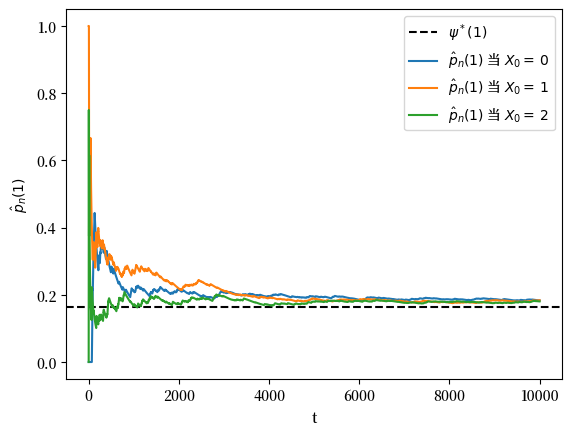 1.0
0.8
0.6
0.4
0.2
0.0
p̂ₙ(1)
0
2000
4000
6000
8000
10000
t
ψ*(1)
p̂ₙ(1) 当 X₀ = 0
p̂ₙ(1) 当 X₀ = 1
p̂ₙ(1) 当 X₀ = 2